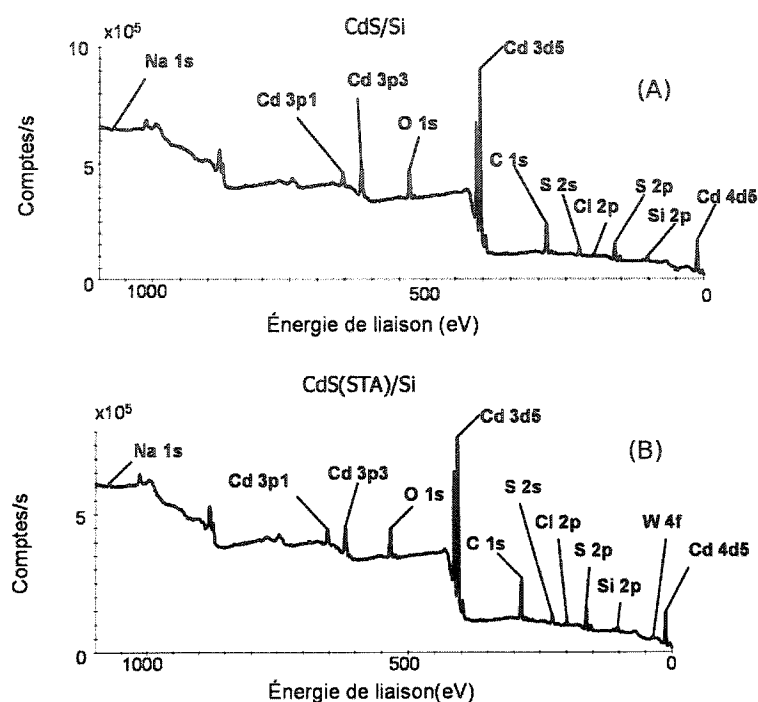 CdS/Si
x10⁵
10
5
0
Comptes/s
Na 1s
Cd 3p1
Cd 3p3
O 1s
Cd 3d5
(A)
C 1s
S 2s
Cl 2p
S 2p
Si 2p
Cd 4d5
1000
500
0
Énergie de liaison (eV)
CdS(STA)/Si
x10⁵
5
0
Comptes/s
Na 1s
Cd 3p1
Cd 3p3
O 1s
Cd 3d5
(B)
C 1s
S 2s
Cl 2p
S 2p
Si 2p
W 4f
Cd 4d5
1000
500
0
Énergie de liaison(eV)